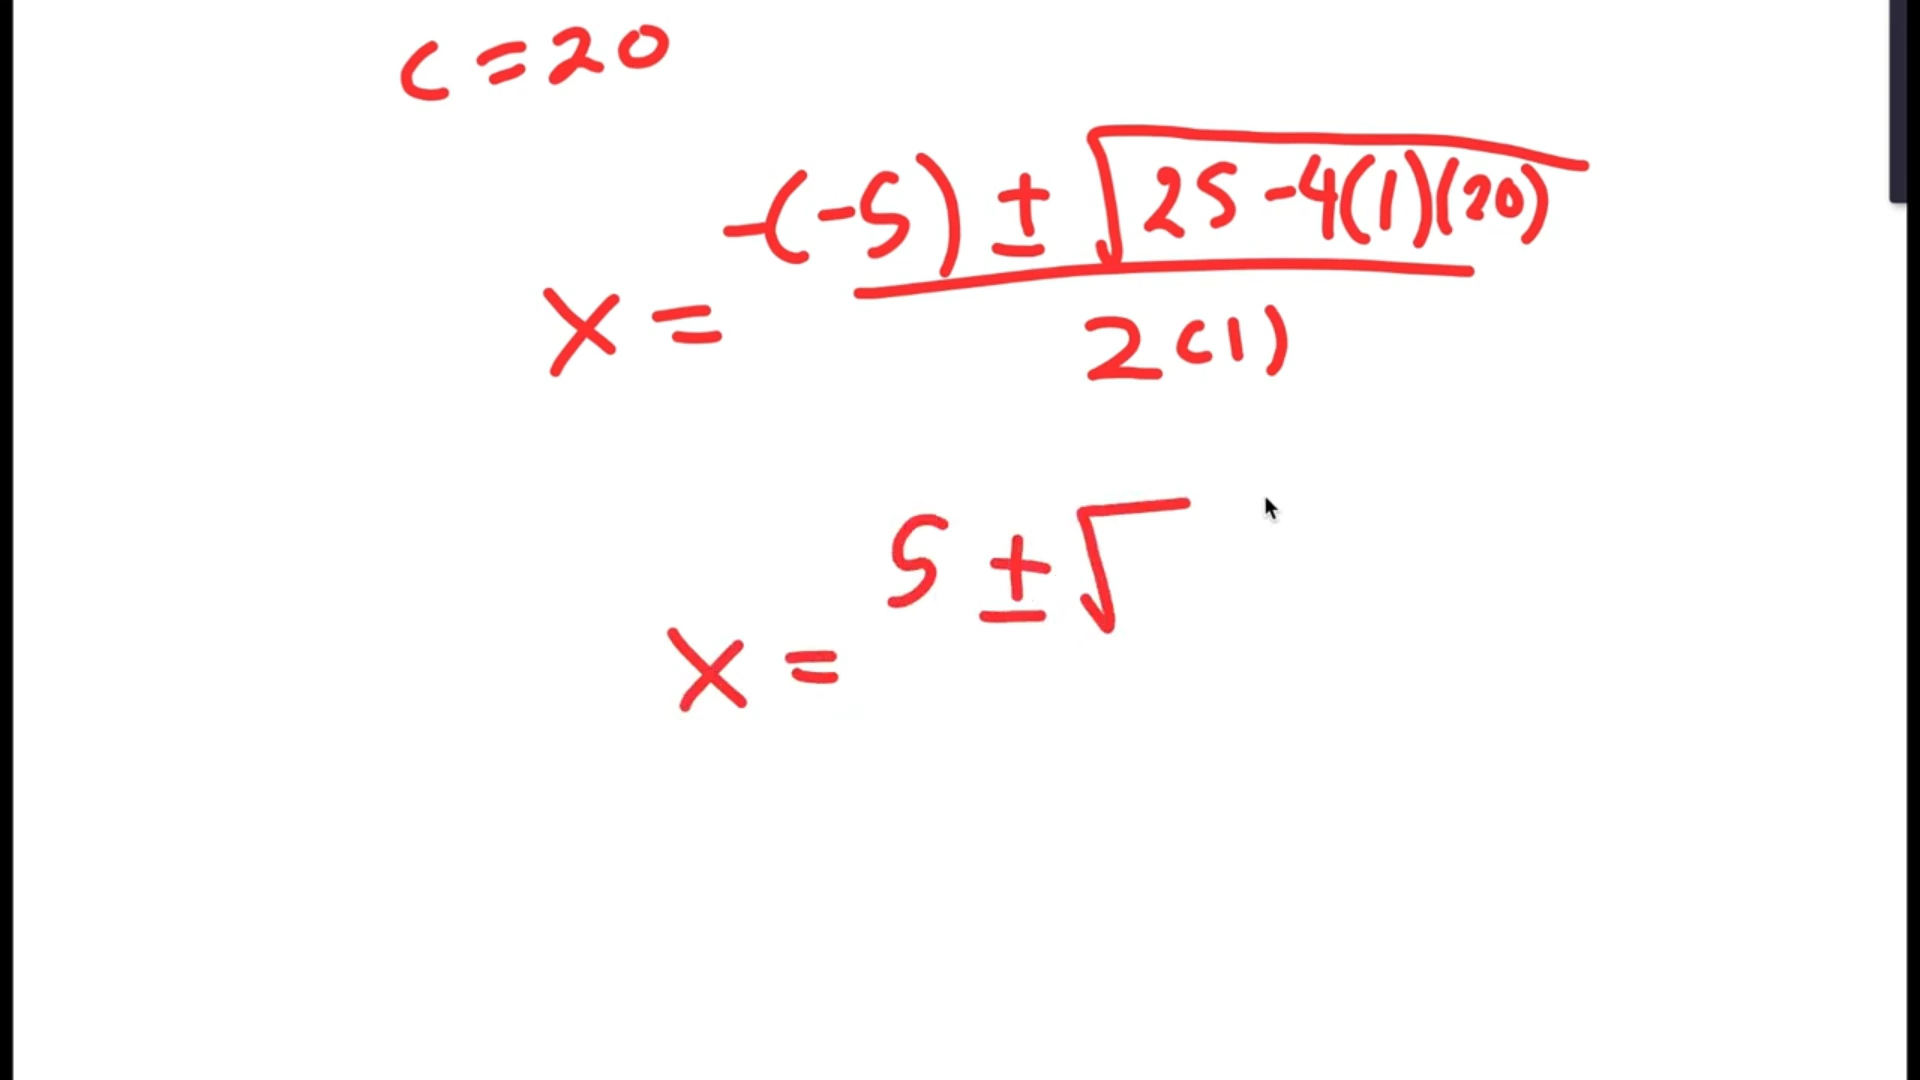 c = 20
x = -(-5) ± √25 - 4(1)(20) / 2(1)
x = 5 ± √